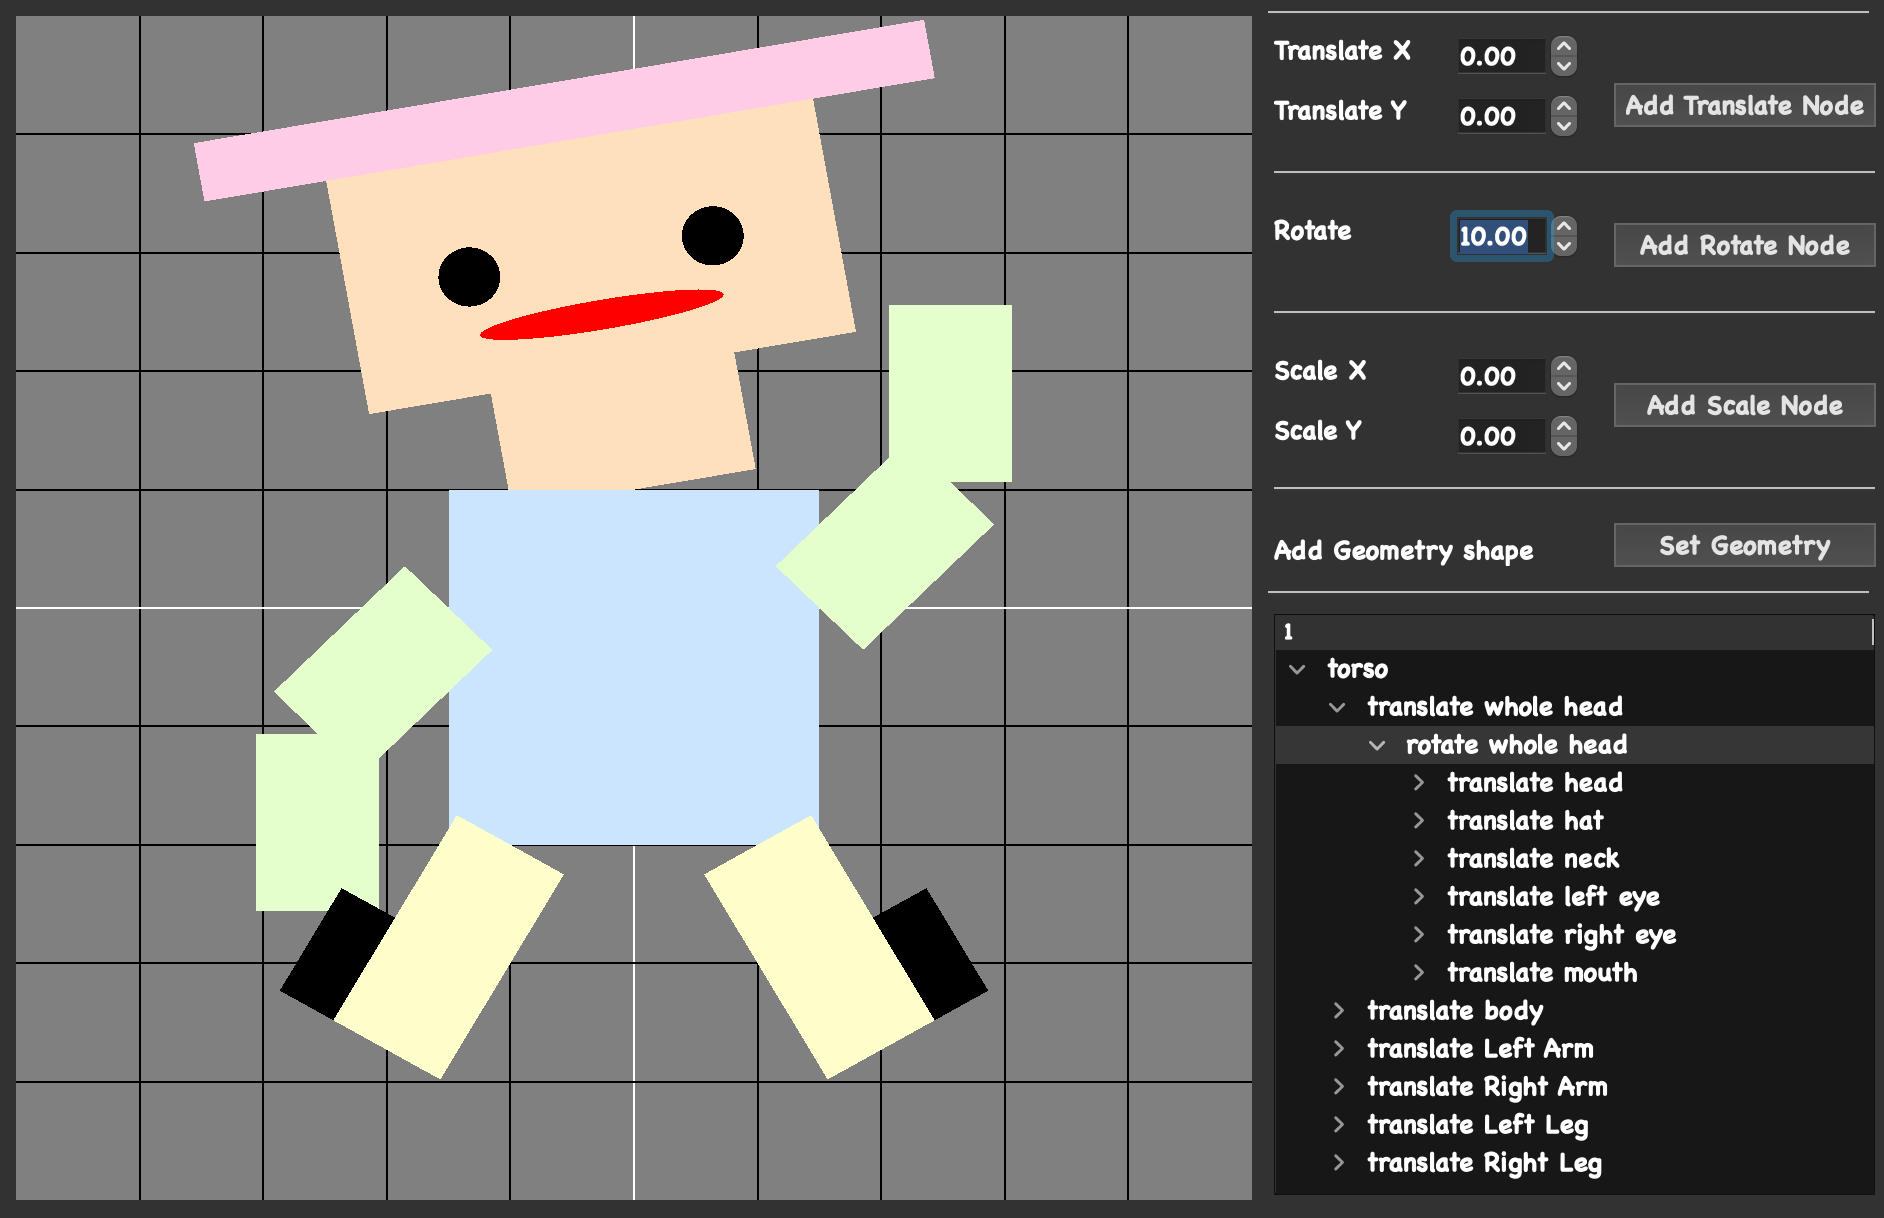 Translate X 0.00
Translate Y 0.00
Add Translate Node
Rotate 10.00
Add Rotate Node
Scale X 0.00
Scale Y 0.00
Add Scale Node
Add Geometry shape
Set Geometry
1
torso
translate whole head
rotate whole head
translate head
translate hat
translate neck
translate left eye
translate right eye
translate mouth
translate body
translate Left Arm
translate Right Arm
translate Left Leg
translate Right Leg